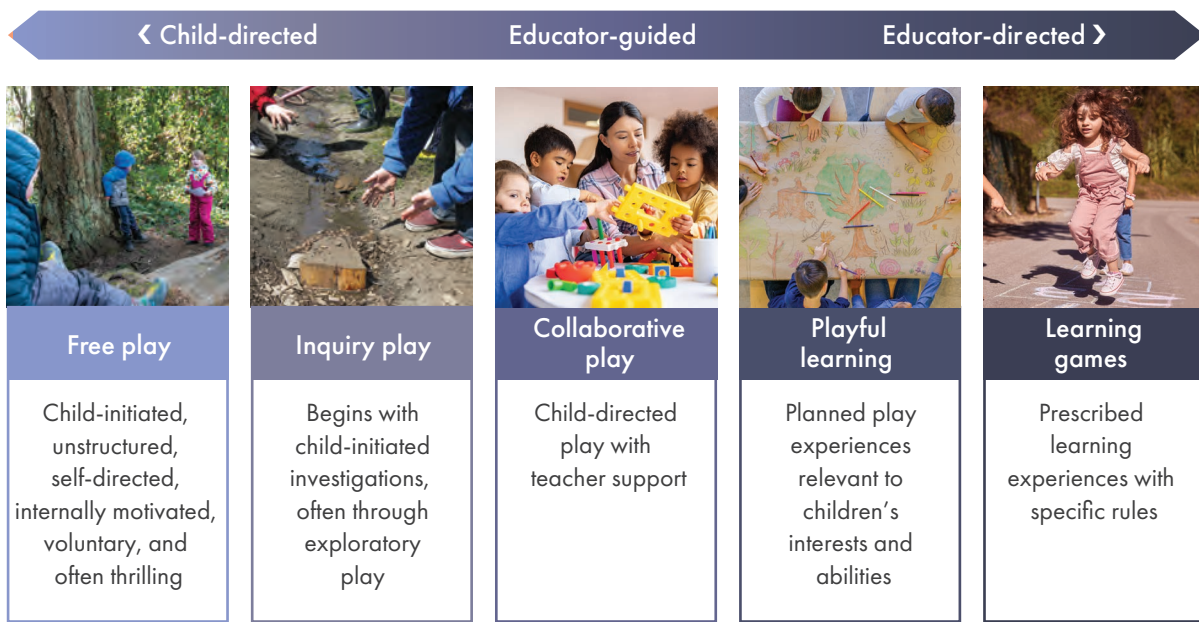 ❮ Child-directed
Educator-guided
Educator-directed ❯
Free play
Child-initiated,
unstructured,
self-directed,
internally motivated,
voluntary, and
often thrilling
Inquiry play
Begins with
child-initiated
investigations,
often through
exploratory
play
Collaborative
play
Child-directed
play with
teacher support
Playful
learning
Planned play
experiences
relevant to
children’s
interests and
abilities
Learning
games
Prescribed
learning
experiences with
specific rules